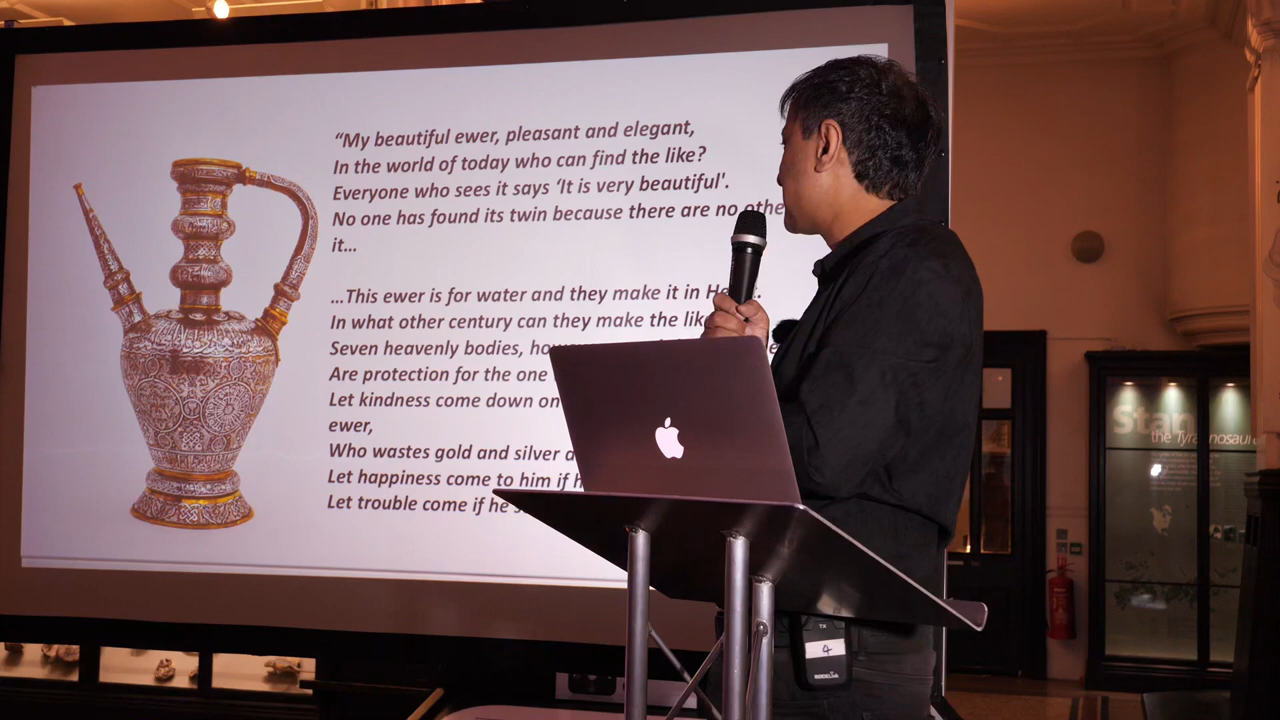 “My beautiful ewer, pleasant and elegant,
In the world of today who can find the like?
Everyone who sees it says ‘It is very beautiful'.
No one has found its twin because there are no
it…
…This ewer is for water and they make it in
In what other century can they make the
Seven heavenly bodies,
Are protection for the one
Let kindness come down on
ewer,
Who wastes gold and silver
Let happiness come to him if
Let trouble come if he
Stan
the
TX
4